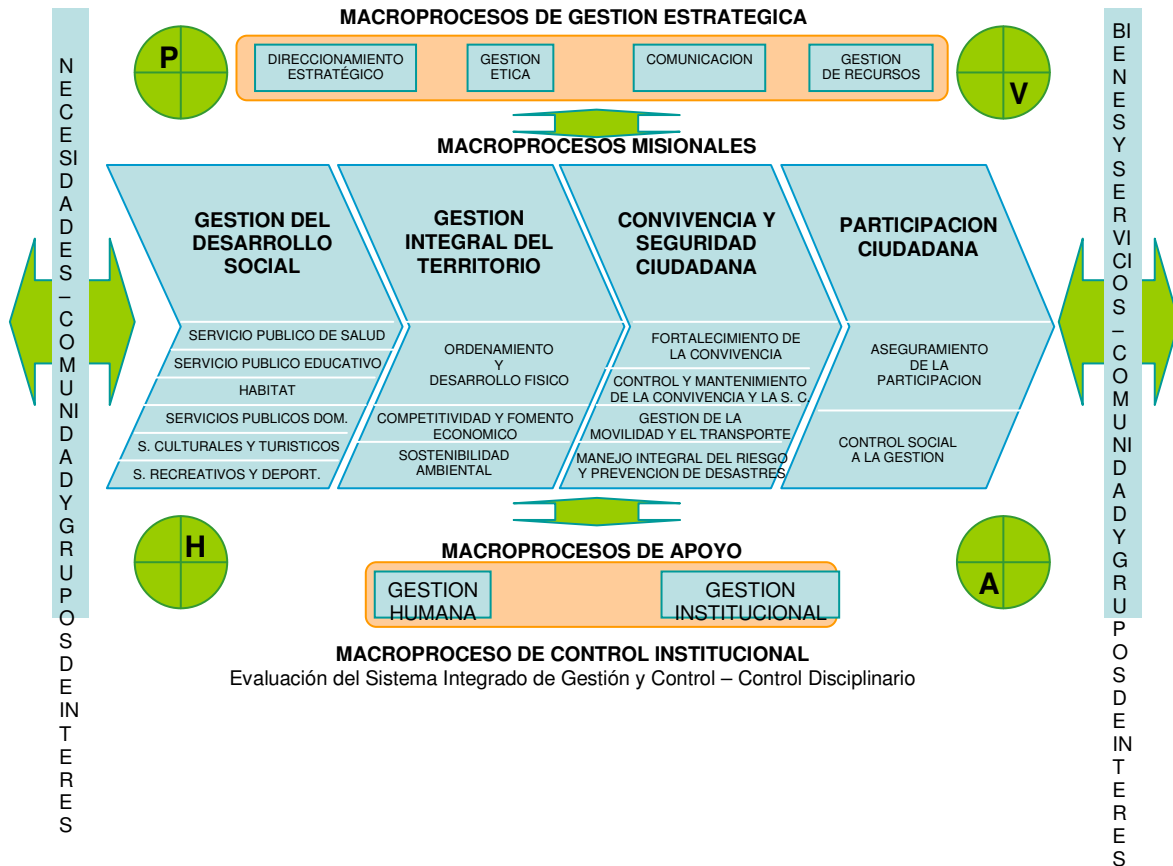 MACROPROCESOS DE GESTION ESTRATEGICA
P
DIRECCIONAMIENTO
ESTRATÉGICO
GESTION
ETICA
COMUNICACION
GESTION
DE RECURSOS
V
NECESIDADES – COMUNIDAD Y GRUPOS DE INTERES
MACROPROCESOS MISIONALES
GESTION DEL
DESARROLLO
SOCIAL
SERVICIO PUBLICO DE SALUD
SERVICIO PUBLICO EDUCATIVO
HABITAT
SERVICIOS PUBLICOS DOM.
S. CULTURALES Y TURISTICOS
S. RECREATIVOS Y DEPORT.
GESTION
INTEGRAL DEL
TERRITORIO
ORDENAMIENTO
Y
DESARROLLO FISICO
COMPETITIVIDAD Y FOMENTO
ECONOMICO
SOSTENIBILIDAD
AMBIENTAL
CONVIVENCIA Y
SEGURIDAD
CIUDADANA
FORTALECIMIENTO DE
LA CONVIVENCIA
CONTROL Y MANTENIMIENTO
DE LA CONVIVENCIA Y LA S. C.
GESTION DE LA
MOVILIDAD Y EL TRANSPORTE
MANEJO INTEGRAL DEL RIESGO
Y PREVENCION DE DESASTRES
PARTICIPACION
CIUDADANA
ASEGURAMIENTO
DE LA
PARTICIPACION
CONTROL SOCIAL
A LA GESTION
BIENES Y SERVICIOS – COMUNIDAD Y GRUPOS DE INTERES
H
MACROPROCESOS DE APOYO
GESTION
HUMANA
GESTION
INSTITUCIONAL
A
MACROPROCESO DE CONTROL INSTITUCIONAL
Evaluación del Sistema Integrado de Gestión y Control – Control Disciplinario